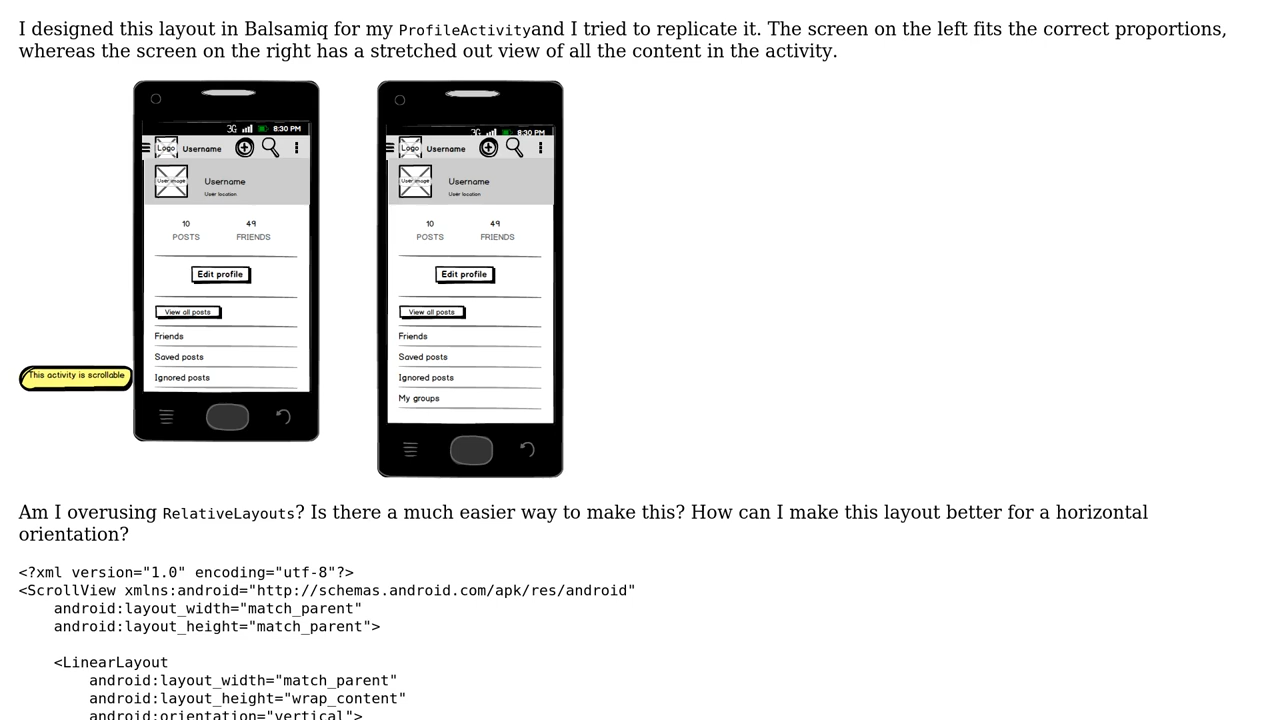 I designed this layout in Balsamiq for my ProfileActivityand I tried to replicate it. The screen on the left fits the correct proportions,
whereas the screen on the right has a stretched out view of all the content in the activity.
3G 8:30 PM
Logo Username
User image
Username
User location
10 49
POSTS FRIENDS
Edit profile
View all posts
Friends
Saved posts
Ignored posts
This activity is scrollable
3G 8:30 PM
Logo Username
User image
Username
User location
10 49
POSTS FRIENDS
Edit profile
View all posts
Friends
Saved posts
Ignored posts
My groups
Am I overusing RelativeLayouts? Is there a much easier way to make this? How can I make this layout better for a horizontal
orientation?
<?xml version="1.0" encoding="utf-8"?>
<ScrollView xmlns:android="http://schemas.android.com/apk/res/android"
    android:layout_width="match_parent"
    android:layout_height="match_parent">
    <LinearLayout
        android:layout_width="match_parent"
        android:layout_height="wrap_content"
        android:orientation="vertical">